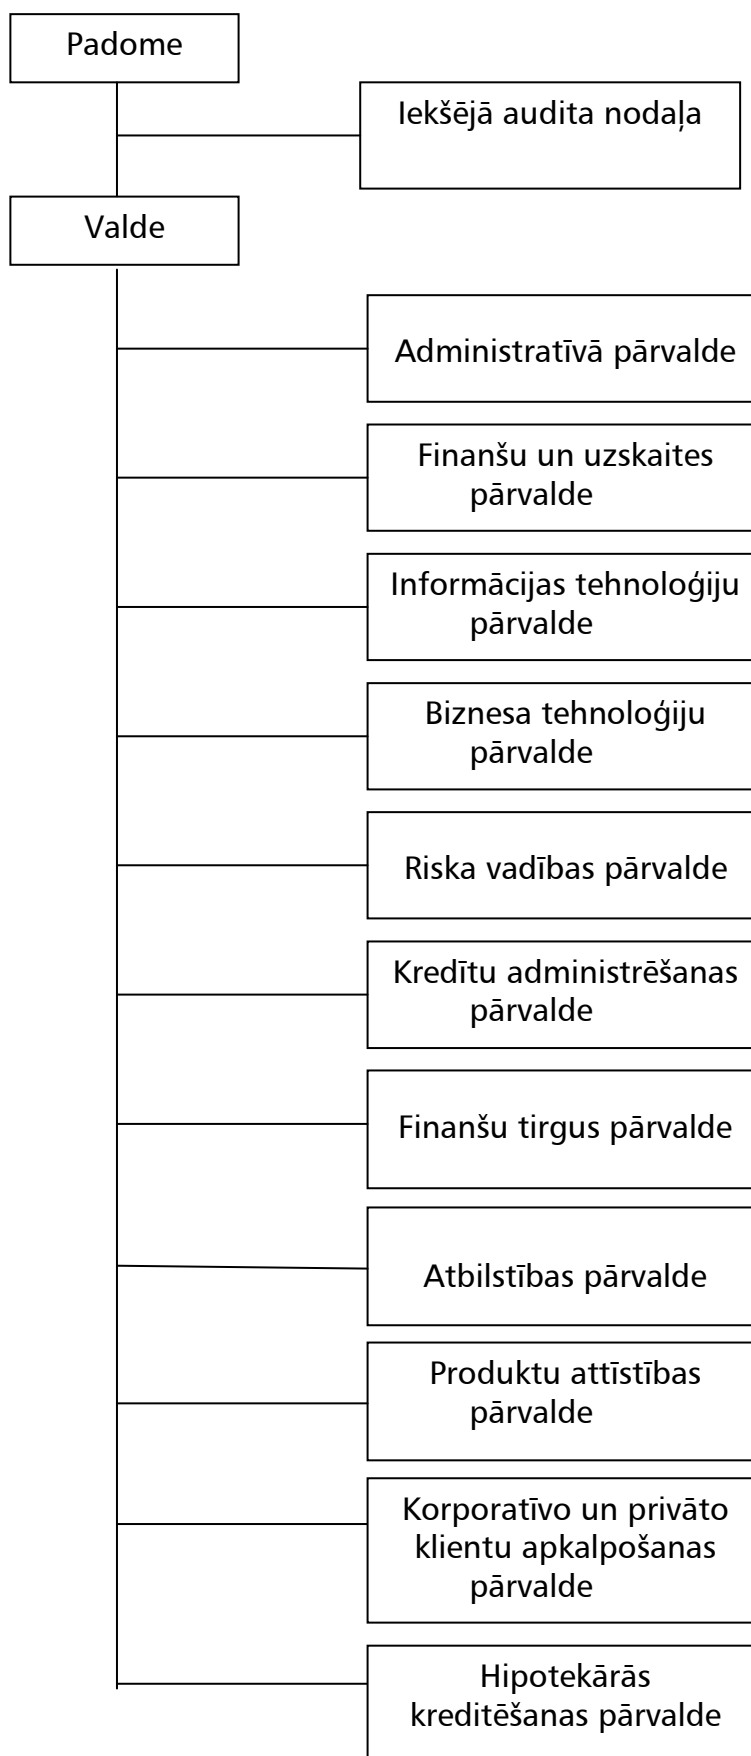 Padome
Iekšējā audita nodaļa
Valde
Administratīvā pārvalde
Finanšu un uzskaites
pārvalde
Informācijas tehnoloģiju
pārvalde
Biznesa tehnoloģiju
pārvalde
Riska vadības pārvalde
Kredītu administrēšanas
pārvalde
Finanšu tirgus pārvalde
Atbilstības pārvalde
Produktu attīstības
pārvalde
Korporatīvo un privāto
klientu apkalpošanas
pārvalde
Hipotekārās
kreditēšanas pārvalde